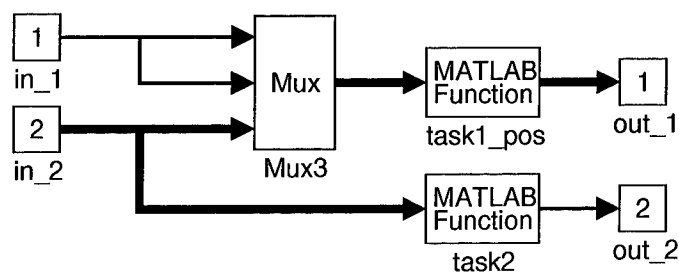 1
in_1
2
in_2
Mux
Mux3
MATLAB
Function
task1_pos
1
out_1
MATLAB
Function
task2
2
out_2